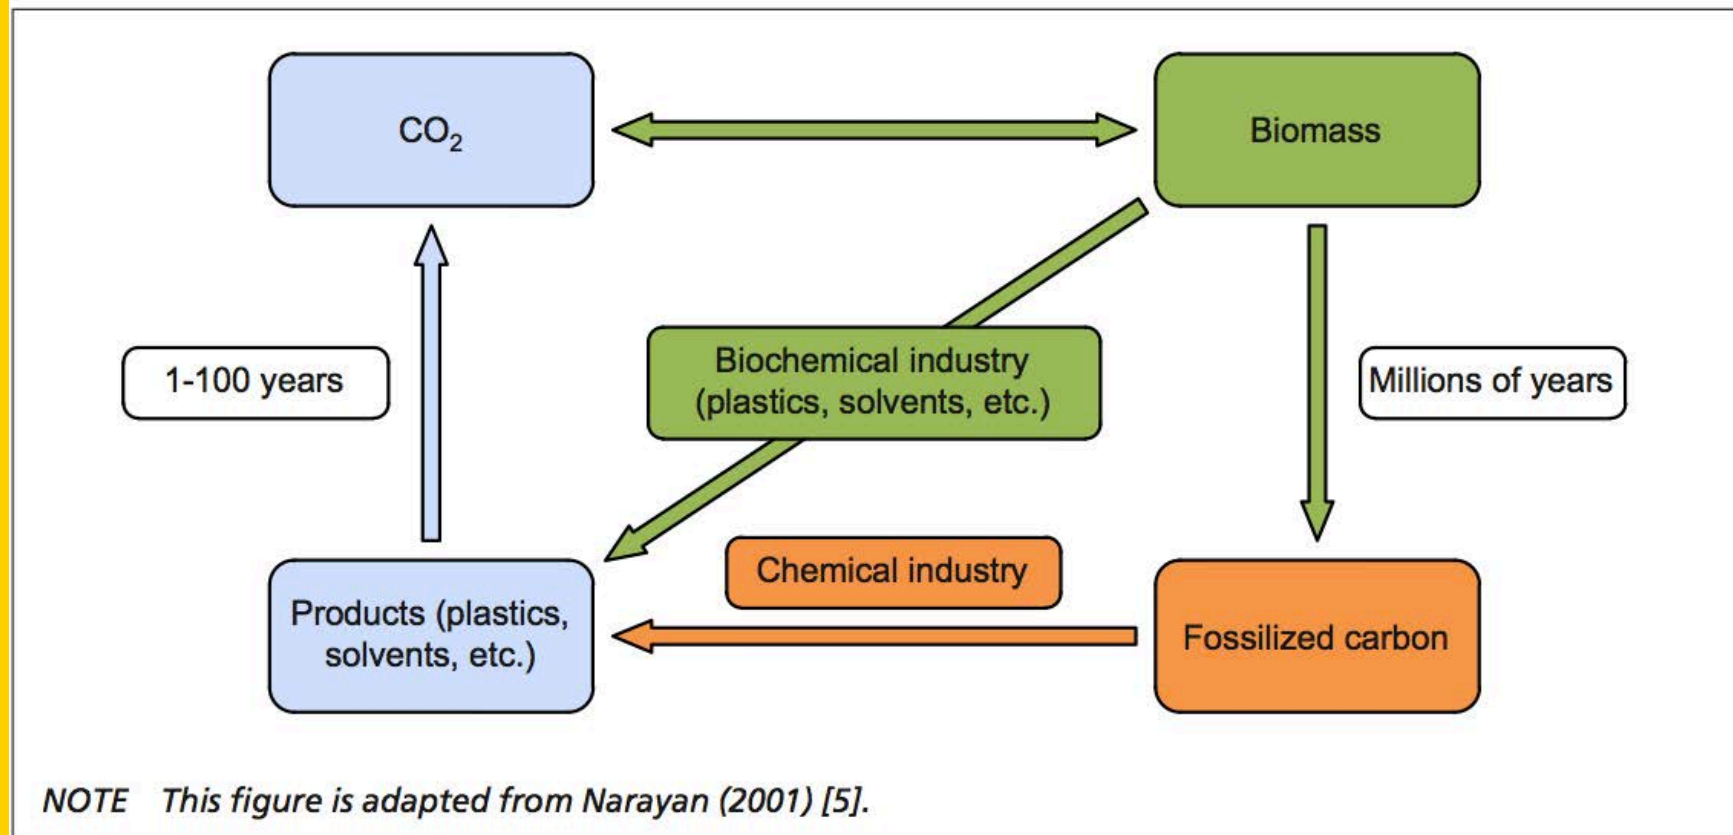 CO₂
Biomass
1-100 years
Biochemical industry
(plastics, solvents, etc.)
Millions of years
Chemical industry
Products (plastics,
solvents, etc.)
Fossilized carbon
NOTE This figure is adapted from Narayan (2001) [5].